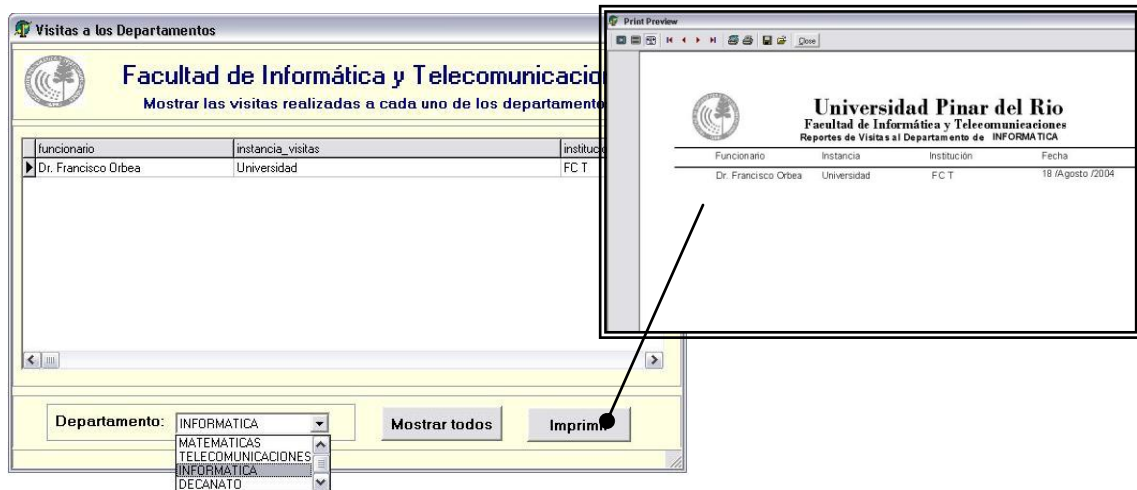 Visitas a los Departamentos
Facultad de Informática y Telecomunicacio
Mostrar las visitas realizadas a cada uno de los departamento
funcionario instancia_visitas instituc
Dr. Francisco Orbea Universidad FC T
Departamento: INFORMATICA Mostrar todos Imprimir
MATEMATICAS
TELECOMUNICACIONES
INFORMATICA
DECANATO
Print Preview
Close
Universidad Pinar del Rio
Facultad de Informática y Telecomunicaciones
Reportes de Visitas al Departamento de INFORMATICA
Funcionario Instancia Institución Fecha
Dr. Francisco Orbea Universidad FC T 18 /Agosto /2004